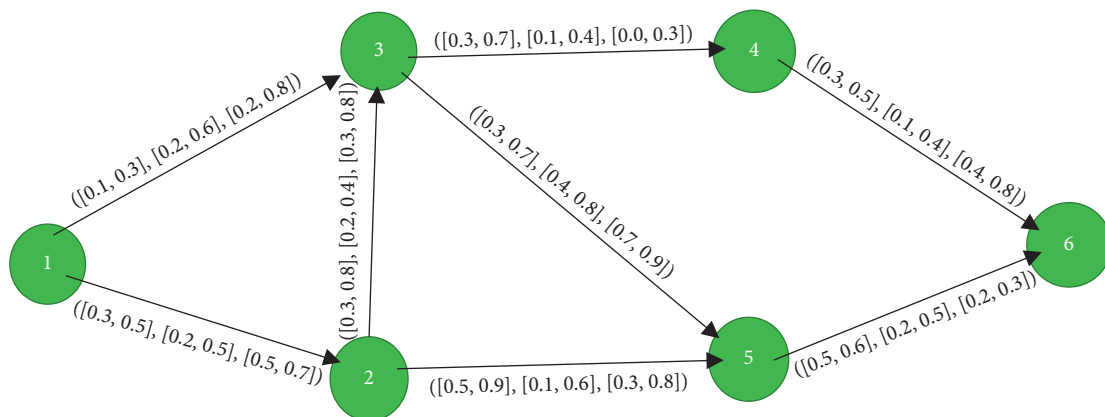 3
([0.3, 0.7], [0.1, 0.4], [0.0, 0.3])
4
([0.1, 0.3], [0.2, 0.6], [0.2, 0.8])
([0.3, 0.8], [0.2, 0.4], [0.3, 0.8])
([0.3, 0.7], [0.4, 0.8], [0.7, 0.9])
([0.3, 0.5], [0.1, 0.4], [0.4, 0.8])
1
6
([0.3, 0.5], [0.2, 0.5], [0.5, 0.7])
2
([0.5, 0.9], [0.1, 0.6], [0.3, 0.8])
5
([0.5, 0.6], [0.2, 0.5], [0.2, 0.3])